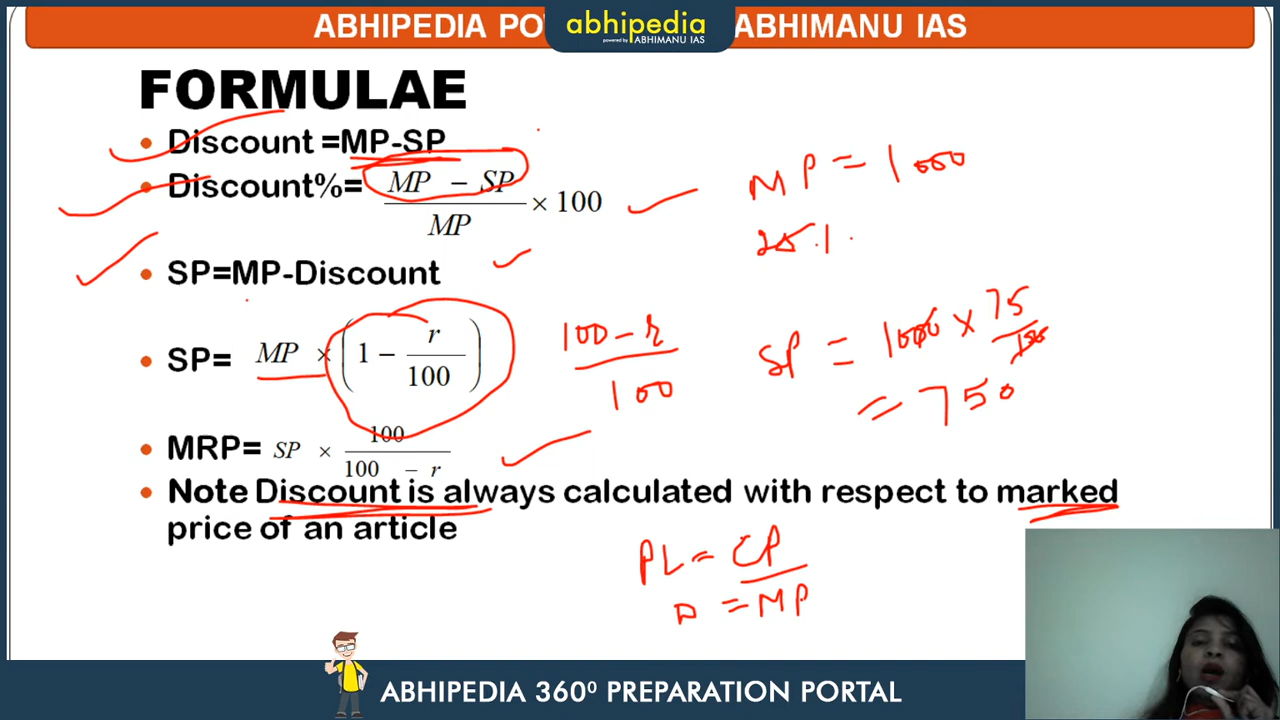 ABHIPEDIA PO
abhipedia
powered by ABHIMANU IAS
ABHIMANU IAS
FORMULAE
• Discount =MP-SP
• Discount%= MP − SP / MP × 100
• SP=MP-Discount
• SP= MP × (1 − r/100)
• MRP= SP × 100 / 100 − r
• Note Discount is always calculated with respect to marked
price of an article
100 − r / 100
MP = 1000
25%.
SP = 1000 × 75/100
= 750
PL = CP
D = MP
ABHIPEDIA 360⁰ PREPARATION PORTAL